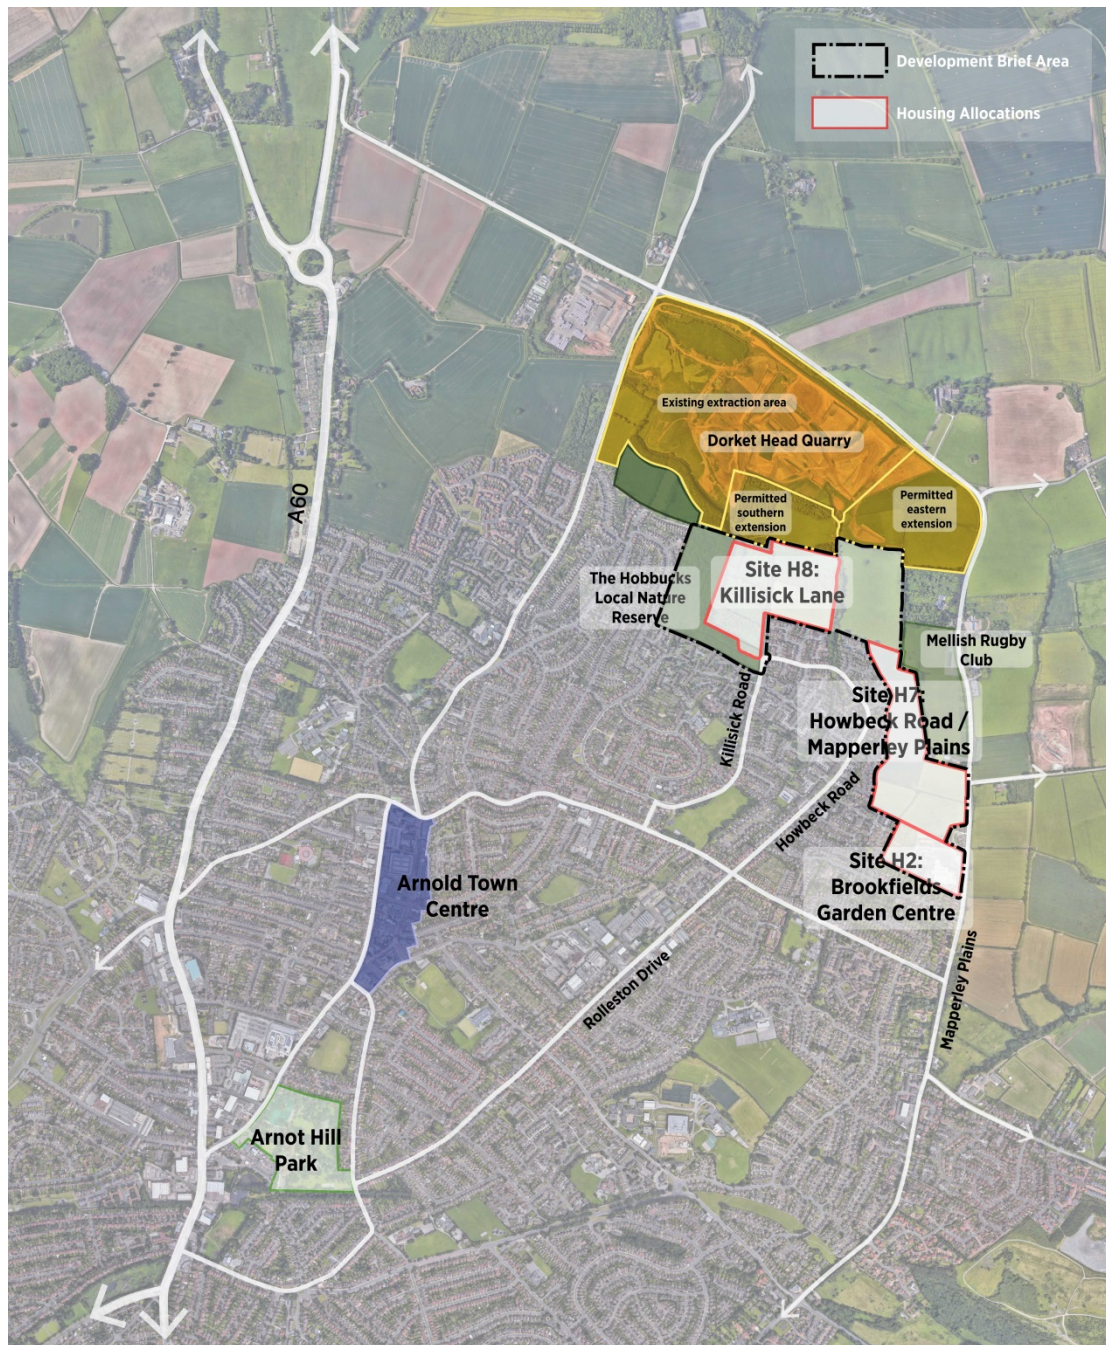 Development Brief Area
Housing Allocations
Existing extraction area
Dorket Head Quarry
Permitted
southern
extension
Permitted
eastern
extension
A60
The Hobbucks
Local Nature
Reserve
Site H8:
Killisick Lane
Mellish Rugby
Club
Killisick Road
Site H7:
Howbeck Road /
Mapperley Plains
Howbeck Road
Site H2:
Brookfields
Garden Centre
Arnold Town
Centre
Rolleston Drive
Mapperley Plains
Arnot Hill
Park